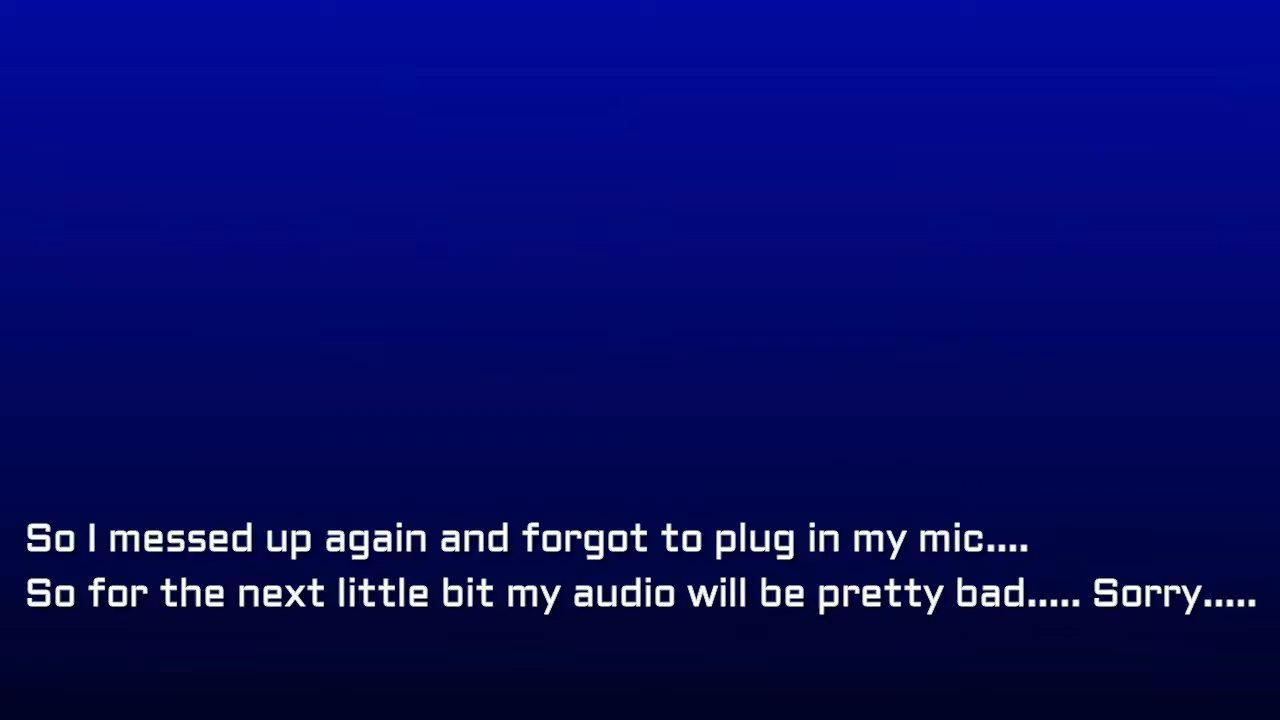 So I messed up again and forgot to plug in my mic....
So for the next little bit my audio will be pretty bad..... Sorry.....